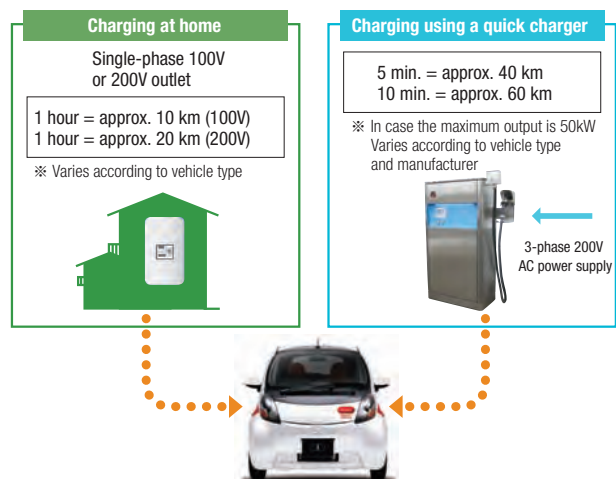 Charging at home
Single-phase 100V
or 200V outlet
1 hour = approx. 10 km (100V)
1 hour = approx. 20 km (200V)
※ Varies according to vehicle type
Charging using a quick charger
5 min. = approx. 40 km
10 min. = approx. 60 km
※ In case the maximum output is 50kW
Varies according to vehicle type
and manufacturer
3-phase 200V
AC power supply